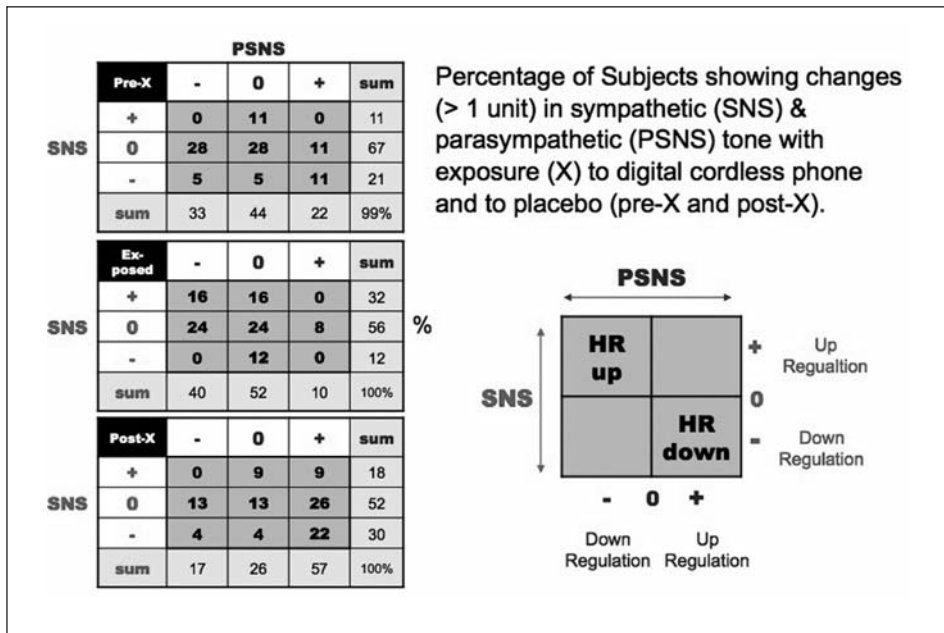 PSNS
Pre-X - 0 + sum
+ 0 11 0 11
SNS 0 28 28 11 67
- 5 5 11 21
sum 33 44 22 99%
Ex-
posed - 0 + sum
+ 16 16 0 32
SNS 0 24 24 8 56 %
- 0 12 0 12
sum 40 52 10 100%
Post-X - 0 + sum
+ 0 9 9 18
SNS 0 13 13 26 52
- 4 4 22 30
sum 17 26 57 100%
Percentage of Subjects showing changes
(> 1 unit) in sympathetic (SNS) &
parasympathetic (PSNS) tone with
exposure (X) to digital cordless phone
and to placebo (pre-X and post-X).
PSNS
HR
up
+ Up
Regualtion
SNS 0
HR
down
- Down
Regulation
- 0 +
Down Up
Regulation Regulation